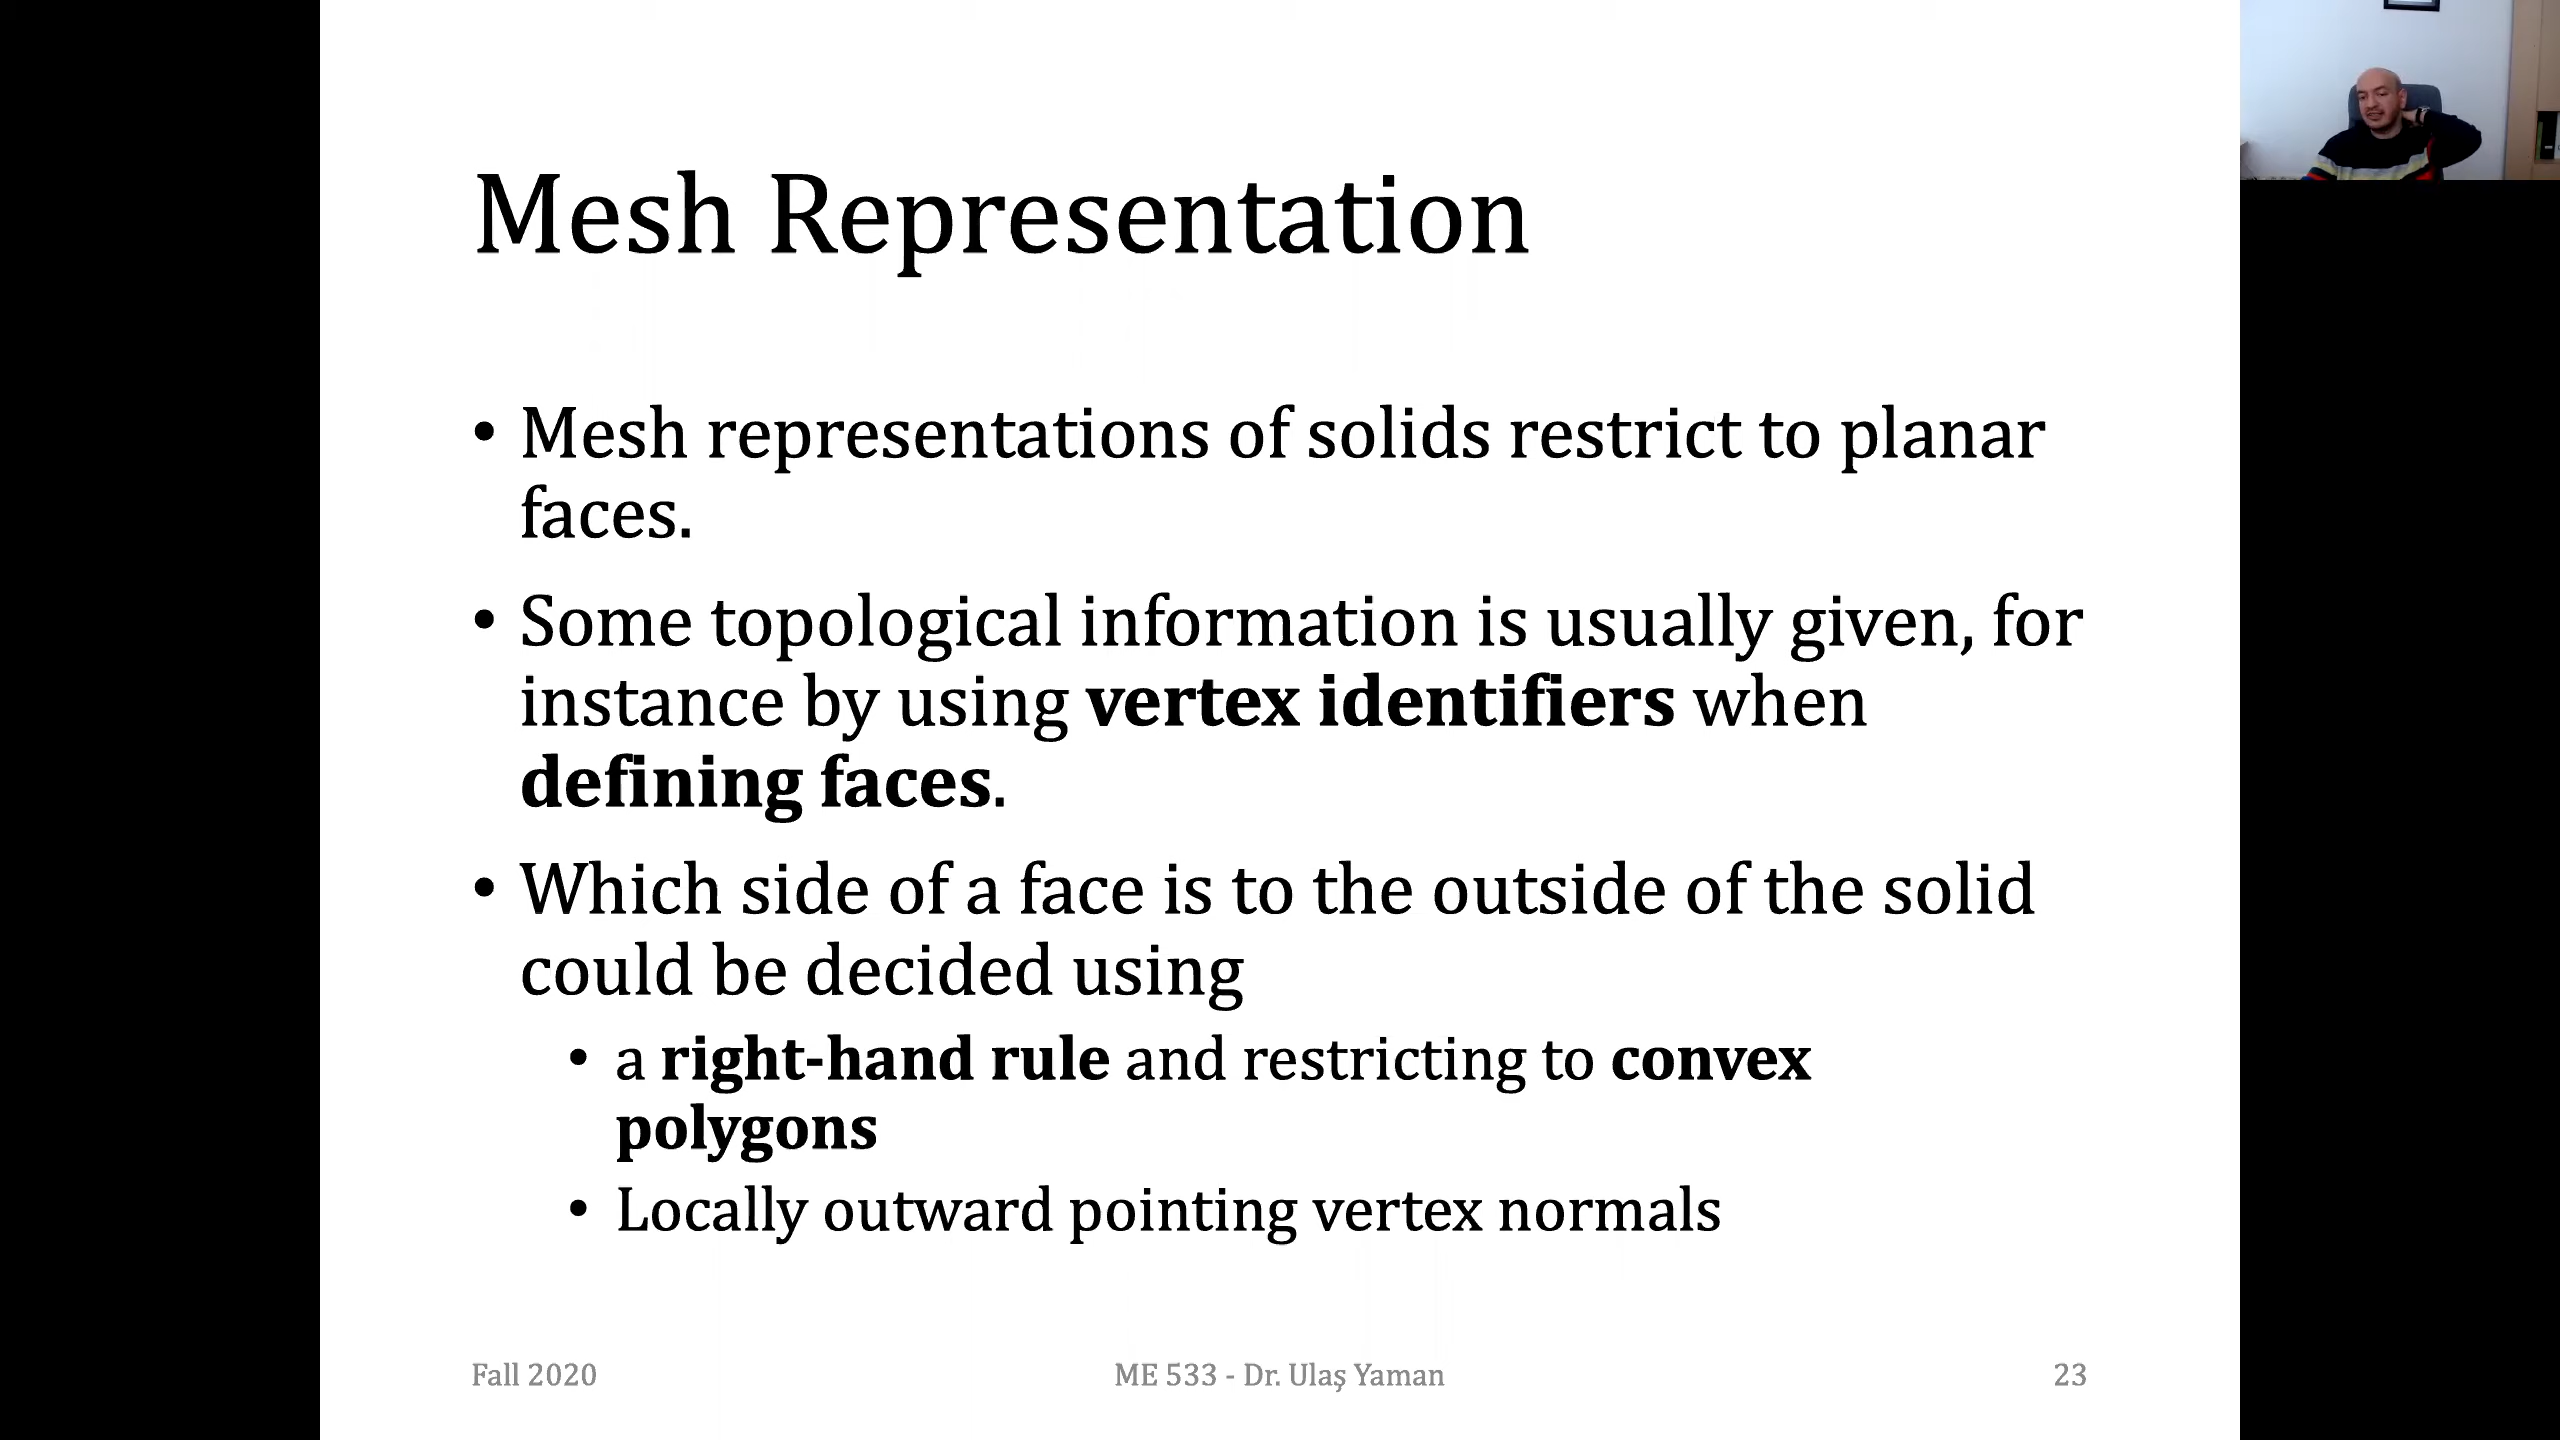 Mesh Representation
• Mesh representations of solids restrict to planar
faces.
• Some topological information is usually given, for
instance by using vertex identifiers when
defining faces.
• Which side of a face is to the outside of the solid
could be decided using
• a right-hand rule and restricting to convex
polygons
• Locally outward pointing vertex normals
Fall 2020
ME 533 - Dr. Ulaş Yaman
23